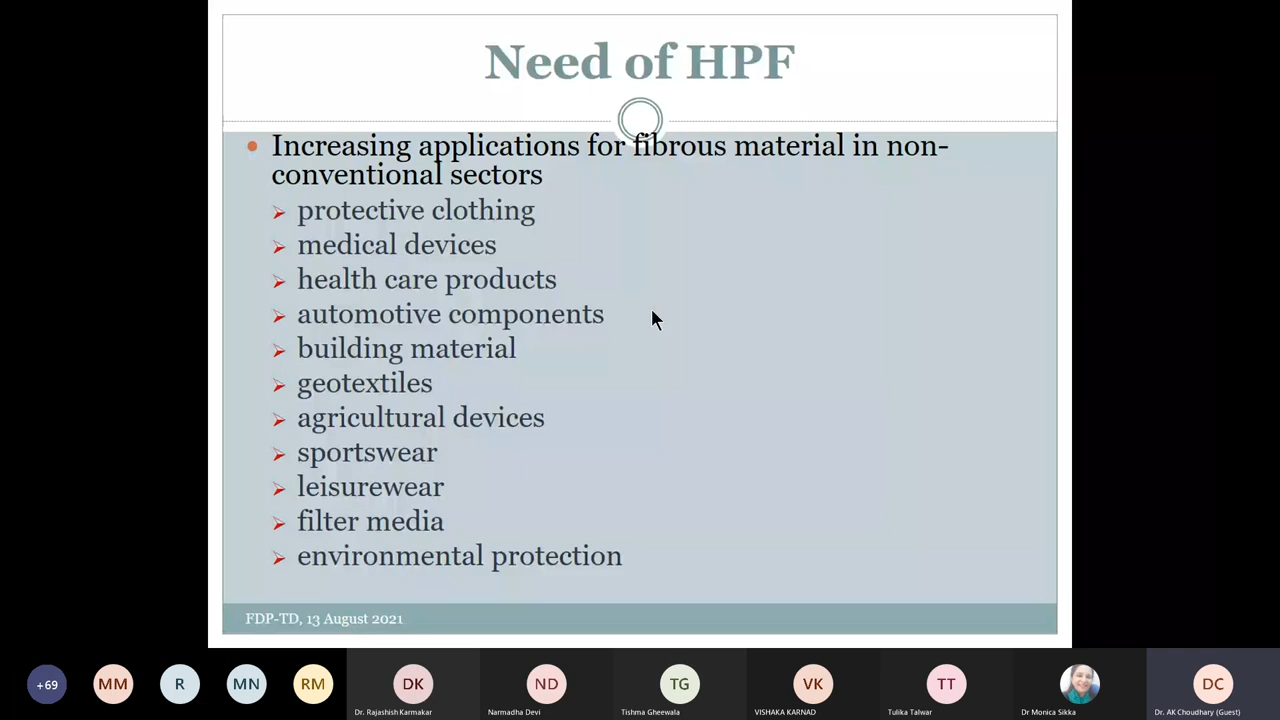 Need of HPF
Increasing applications for fibrous material in non-
conventional sectors
protective clothing
medical devices
health care products
automotive components
building material
geotextiles
agricultural devices
sportswear
leisurewear
filter media
environmental protection
FDP-TD, 13 August 2021
+69
MM
R
MN
RM
DK
ND
TG
VK
TT
DC
Dr. Rajashish Karmakar
Narmadha Devi
Tishma Gheewala
VISHAKA KARNAD
Tulika Talwar
Dr Monica Sikka
Dr. AK Choudhary (Guest)